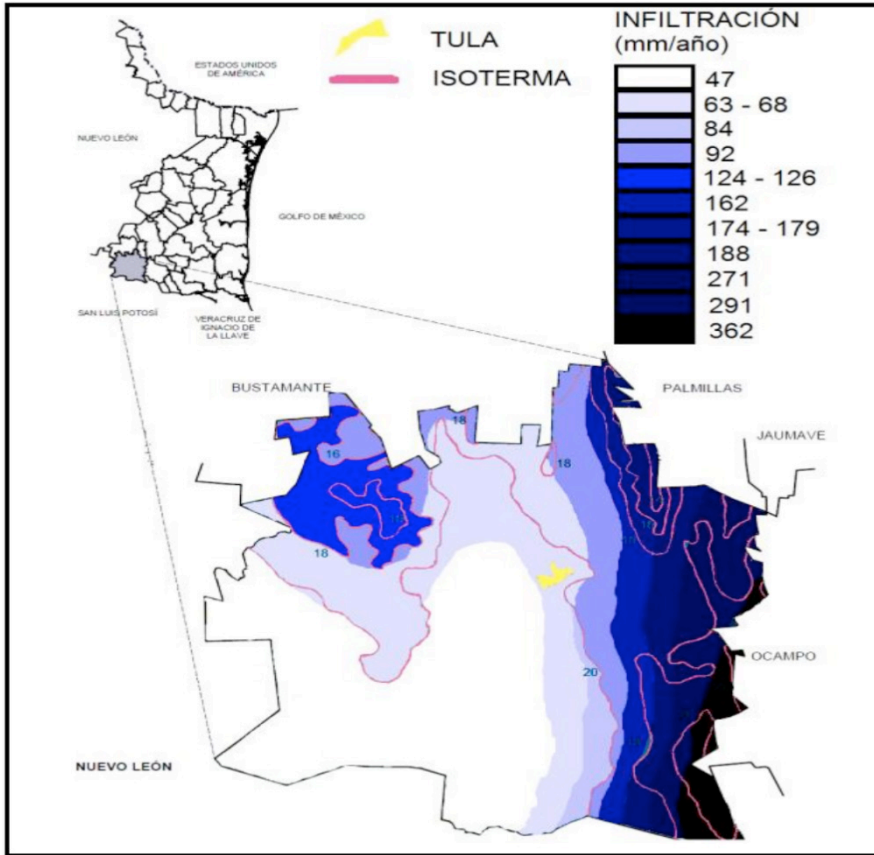 INFILTRACIÓN
(mm/año)
TULA
ISOTERMA
47
63 - 68
84
92
124 - 126
162
174 - 179
188
271
291
362
ESTADOS UNIDOS
DE AMÉRICA
NUEVO LEÓN
GOLFO DE MÉXICO
SAN LUIS POTOSÍ
VERACRUZ DE
IGNACIO DE
LA LLAVE
BUSTAMANTE
PALMILLAS
JAUMAVE
18
16
18
18
20
OCAMPO
NUEVO LEÓN